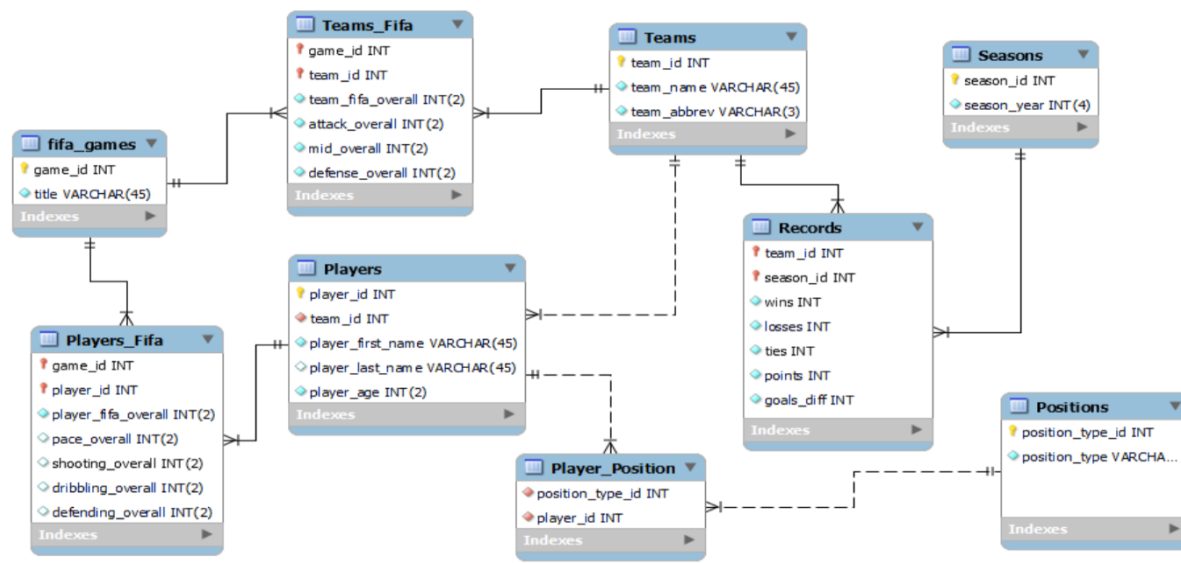 Teams_Fifa
game_id INT
team_id INT
team_fifa_overall INT(2)
attack_overall INT(2)
mid_overall INT(2)
defense_overall INT(2)
Indexes
Teams
team_id INT
team_name VARCHAR(45)
team_abbrev VARCHAR(3)
Indexes
Seasons
season_id INT
season_year INT(4)
Indexes
fifa_games
game_id INT
title VARCHAR(45)
Indexes
Records
team_id INT
season_id INT
wins INT
losses INT
ties INT
points INT
goals_diff INT
Indexes
Players
player_id INT
team_id INT
player_first_name VARCHAR(45)
player_last_name VARCHAR(45)
player_age INT(2)
Indexes
Players_Fifa
game_id INT
player_id INT
player_fifa_overall INT(2)
pace_overall INT(2)
shooting_overall INT(2)
dribbling_overall INT(2)
defending_overall INT(2)
Indexes
Player_Position
position_type_id INT
player_id INT
Indexes
Positions
position_type_id INT
position_type VARCHA...
Indexes